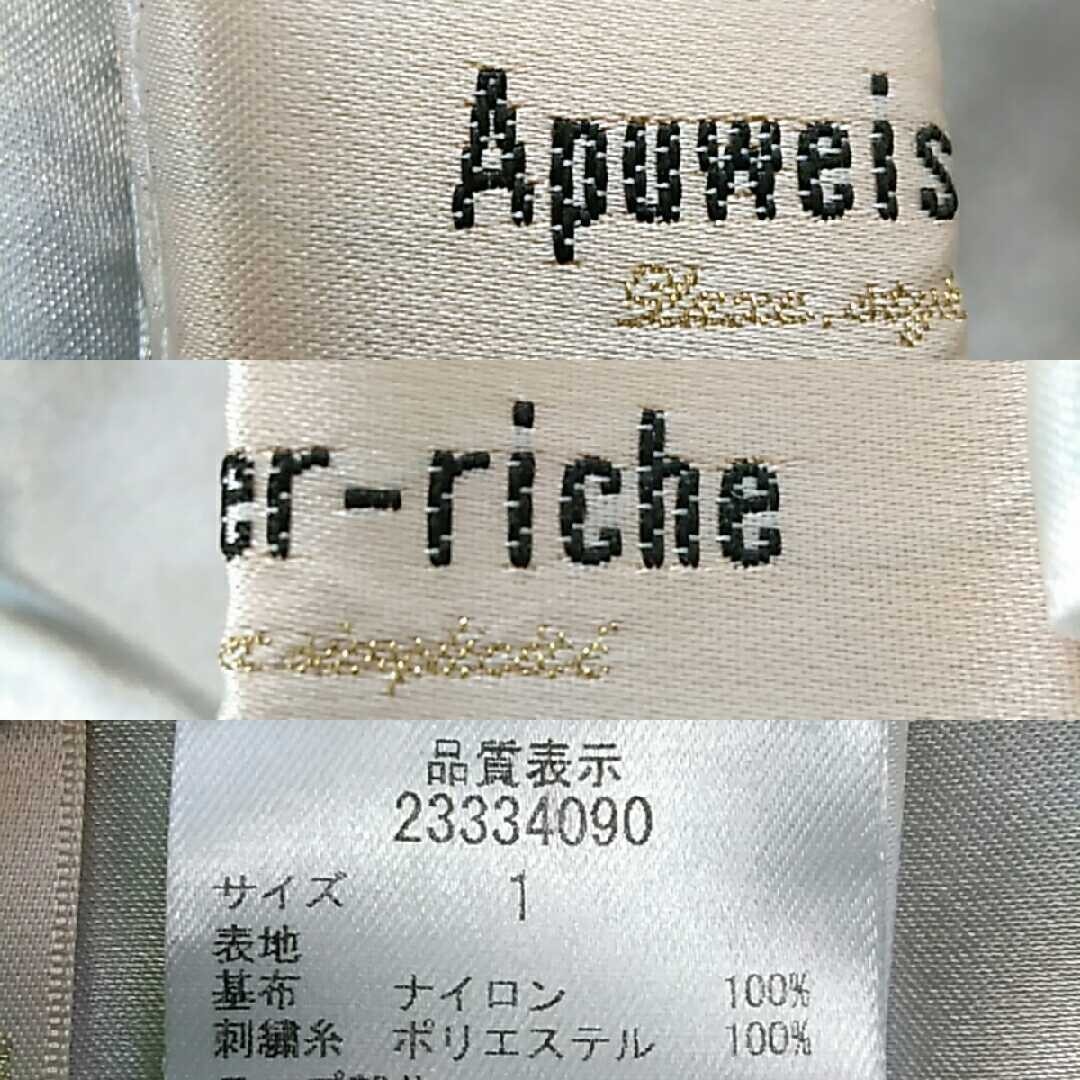 Apuweis
er-riche
品質表示
23334090
サイズ 1
表地
基布 ナイロン 100%
刺繍糸 ポリエステル 100%